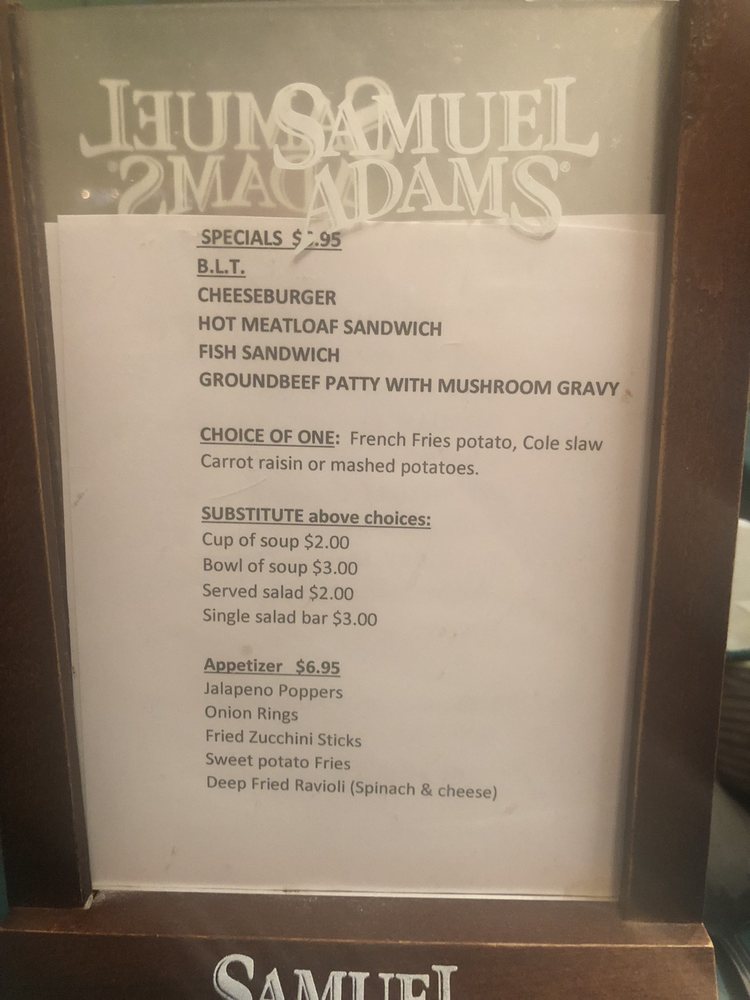 SAMUEL
ADAMS®
SPECIALS $ .95
B.L.T.
CHEESEBURGER
HOT MEATLOAF SANDWICH
FISH SANDWICH
GROUNDBEEF PATTY WITH MUSHROOM GRAVY
CHOICE OF ONE: French Fries potato, Cole slaw
Carrot raisin or mashed potatoes.
SUBSTITUTE above choices:
Cup of soup $2.00
Bowl of soup $3.00
Served salad $2.00
Single salad bar $3.00
Appetizer $6.95
Jalapeno Poppers
Onion Rings
Fried Zucchini Sticks
Sweet potato Fries
Deep Fried Ravioli (Spinach & cheese)
SAMUEL